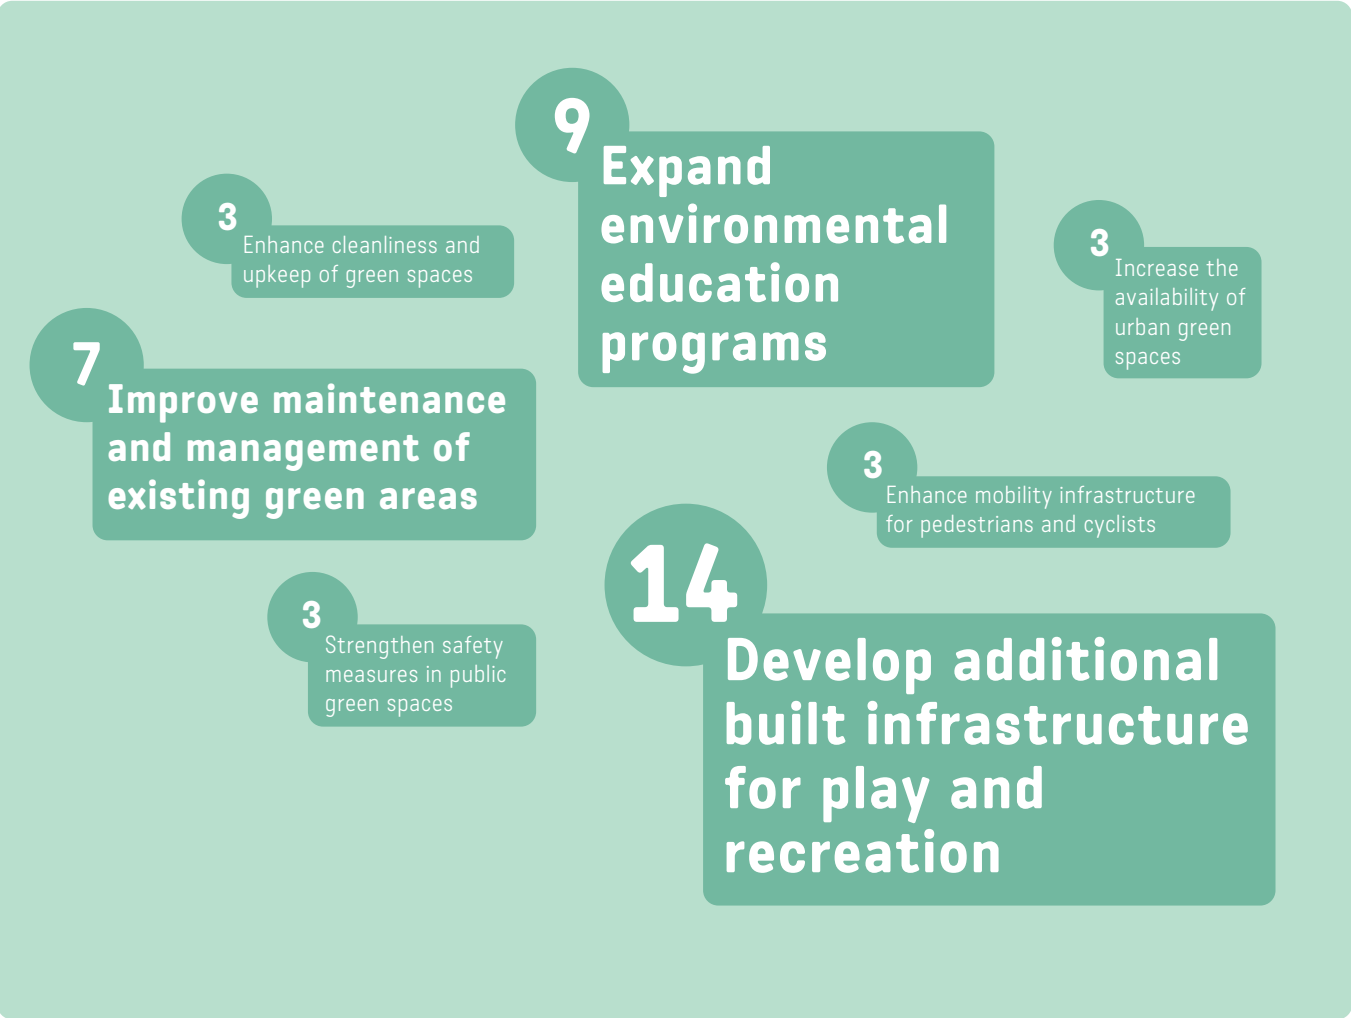 9
Expand
environmental
education
programs
3
Enhance cleanliness and
upkeep of green spaces
3
Increase the
availability of
urban green
spaces
7
Improve maintenance
and management of
existing green areas
3
Enhance mobility infrastructure
for pedestrians and cyclists
14
Develop additional
built infrastructure
for play and
recreation
3
Strengthen safety
measures in public
green spaces